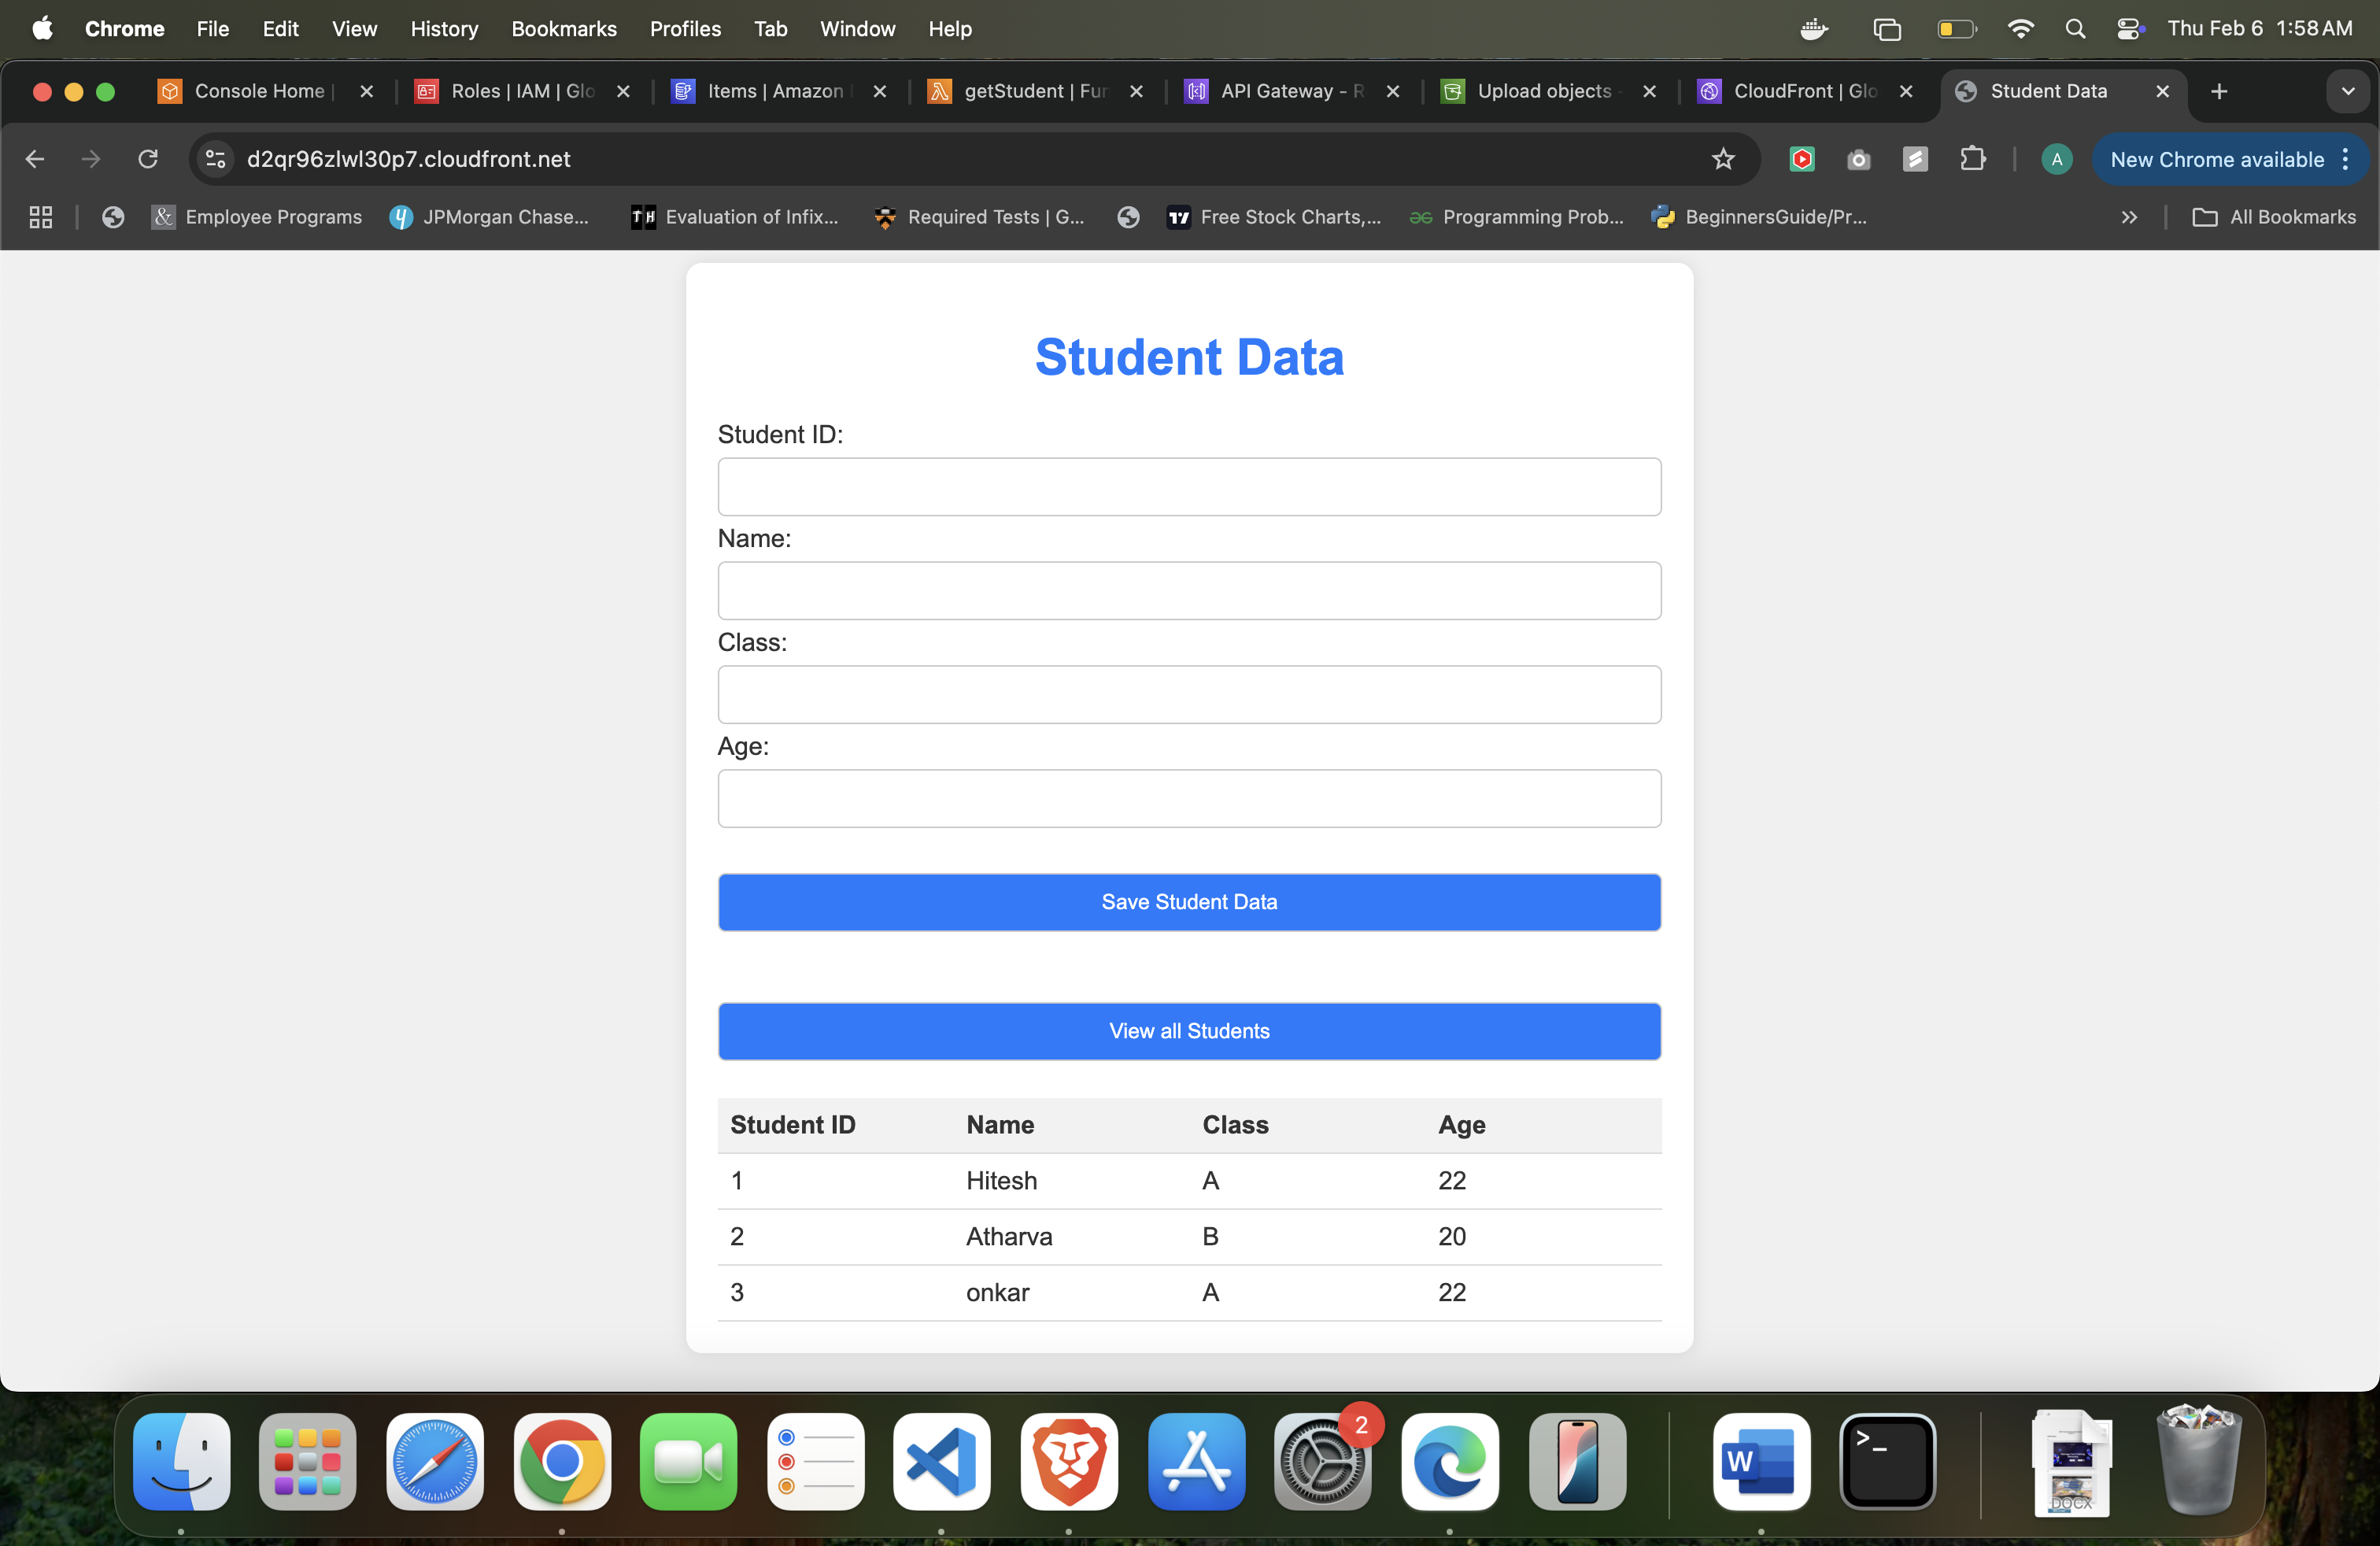 Chrome File Edit View History Bookmarks Profiles Tab Window Help Thu Feb 6 1:58 AM
Console Home | Roles | IAM | Glo Items | Amazon getStudent | Fun API Gateway - R Upload objects - CloudFront | Glo Student Data
d2qr96zlwl30p7.cloudfront.net A New Chrome available
& Employee Programs JPMorgan Chase... TH Evaluation of Infix... Required Tests | G... Free Stock Charts,... Programming Prob... BeginnersGuide/Pr... All Bookmarks
Student Data
Student ID:
Name:
Class:
Age:
Save Student Data
View all Students
Student ID Name Class Age
1 Hitesh A 22
2 Atharva B 20
3 onkar A 22
2
W
>_
DOCX